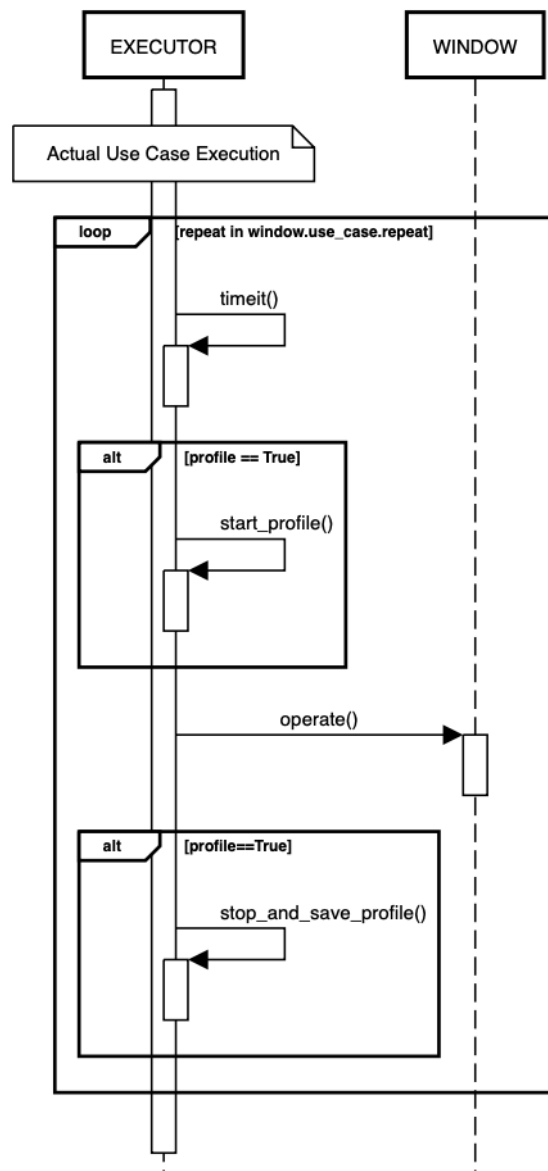 EXECUTOR
WINDOW
Actual Use Case Execution
loop
[repeat in window.use_case.repeat]
timeit()
alt
[profile == True]
start_profile()
operate()
alt
[profile==True]
stop_and_save_profile()